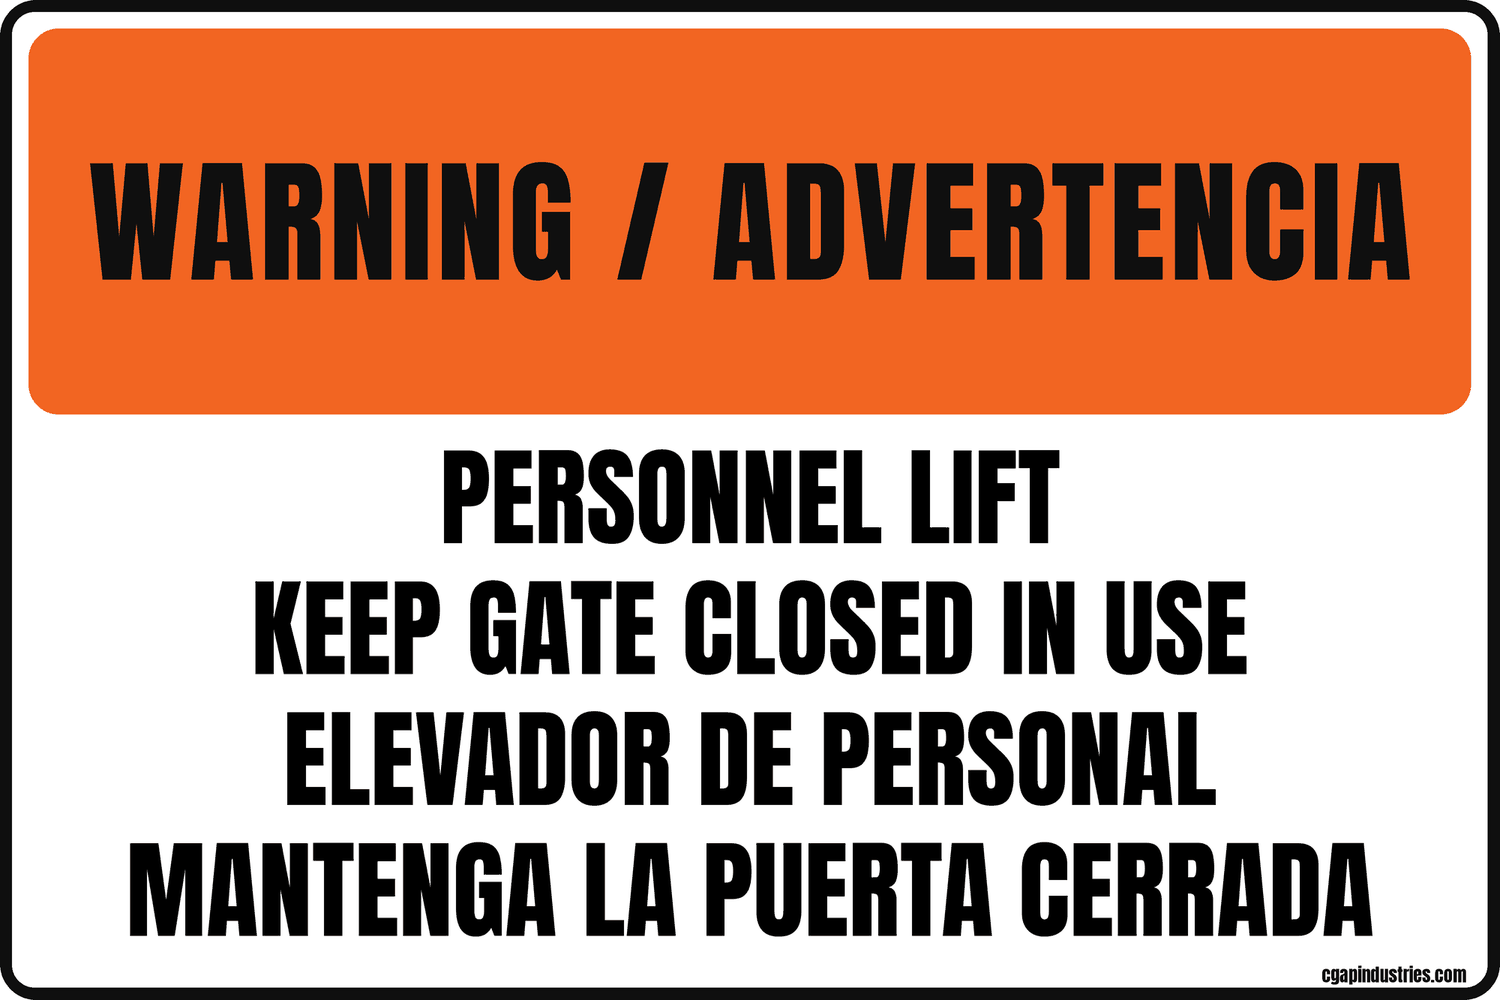 WARNING / ADVERTENCIA
PERSONNEL LIFT
KEEP GATE CLOSED IN USE
ELEVADOR DE PERSONAL
MANTENGA LA PUERTA CERRADA
cgapindustries.com